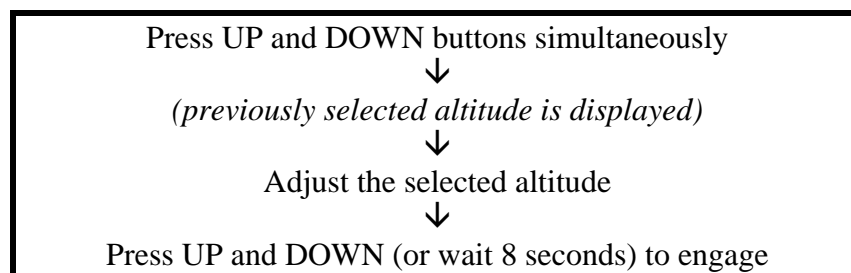 Press UP and DOWN buttons simultaneously
↓
(previously selected altitude is displayed)
↓
Adjust the selected altitude
↓
Press UP and DOWN (or wait 8 seconds) to engage